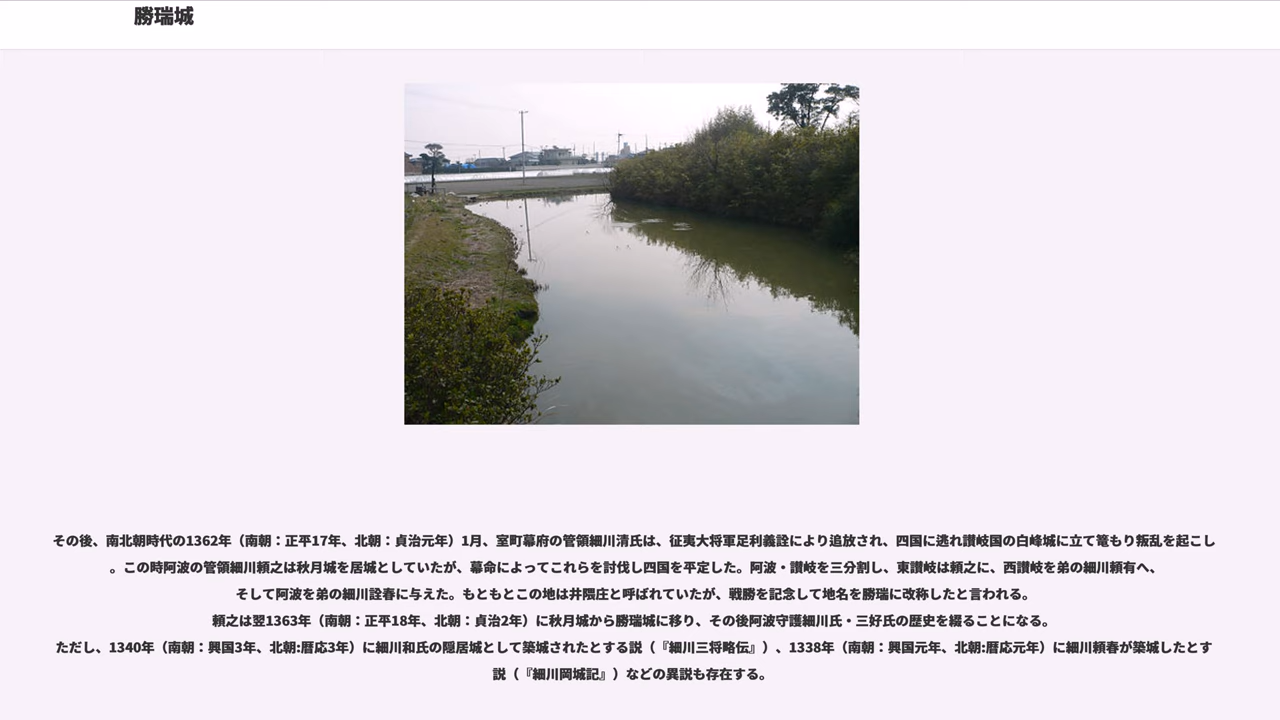 勝瑞城
その後、南北朝時代の1362年（南朝：正平17年、北朝：貞治元年）1月、室町幕府の管領細川清氏は、征夷大将軍足利義詮により追放され、四国に逃れ讃岐国の白峰城に立て篭もり叛乱を起こし
。この時阿波の管領細川頼之は秋月城を居城としていたが、幕命によってこれらを討伐し四国を平定した。阿波・讃岐を三分割し、東讃岐は頼之に、西讃岐を弟の細川頼有へ、
そして阿波を弟の細川詮春に与えた。もともとこの地は井隈庄と呼ばれていたが、戦勝を記念して地名を勝瑞に改称したと言われる。
頼之は翌1363年（南朝：正平18年、北朝：貞治2年）に秋月城から勝瑞城に移り、その後阿波守護細川氏・三好氏の歴史を綴ることになる。
ただし、1340年（南朝：興国3年、北朝:暦応3年）に細川和氏の隠居城として築城されたとする説（『細川三将略伝』）、1338年（南朝：興国元年、北朝:暦応元年）に細川頼春が築城したとす
説（『細川岡城記』）などの異説も存在する。